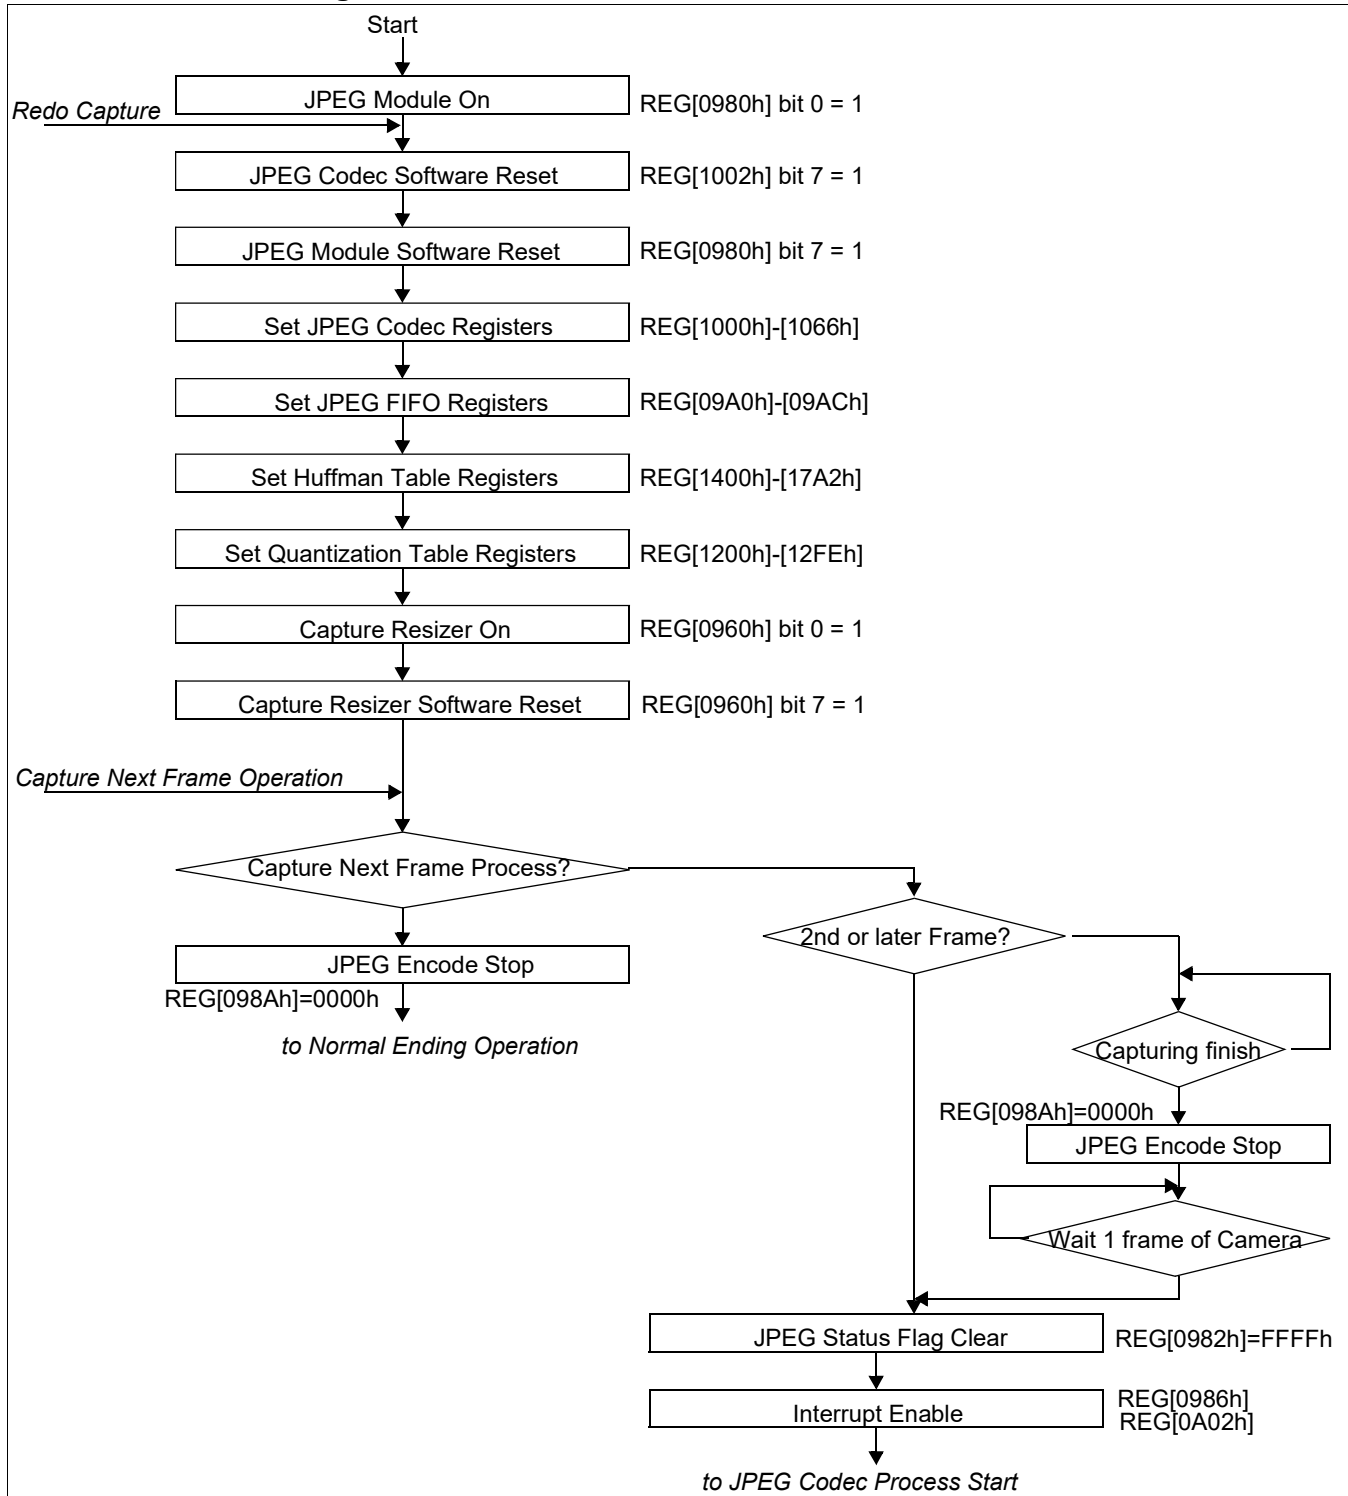 Start
JPEG Module On
REG[0980h] bit 0 = 1
Redo Capture
JPEG Codec Software Reset
REG[1002h] bit 7 = 1
JPEG Module Software Reset
REG[0980h] bit 7 = 1
Set JPEG Codec Registers
REG[1000h]-[1066h]
Set JPEG FIFO Registers
REG[09A0h]-[09ACh]
Set Huffman Table Registers
REG[1400h]-[17A2h]
Set Quantization Table Registers
REG[1200h]-[12FEh]
Capture Resizer On
REG[0960h] bit 0 = 1
Capture Resizer Software Reset
REG[0960h] bit 7 = 1
Capture Next Frame Operation
Capture Next Frame Process?
2nd or later Frame?
JPEG Encode Stop
REG[098Ah]=0000h
to Normal Ending Operation
Capturing finish
REG[098Ah]=0000h
JPEG Encode Stop
Wait 1 frame of Camera
JPEG Status Flag Clear
REG[0982h]=FFFFh
Interrupt Enable
REG[0986h]
REG[0A02h]
to JPEG Codec Process Start